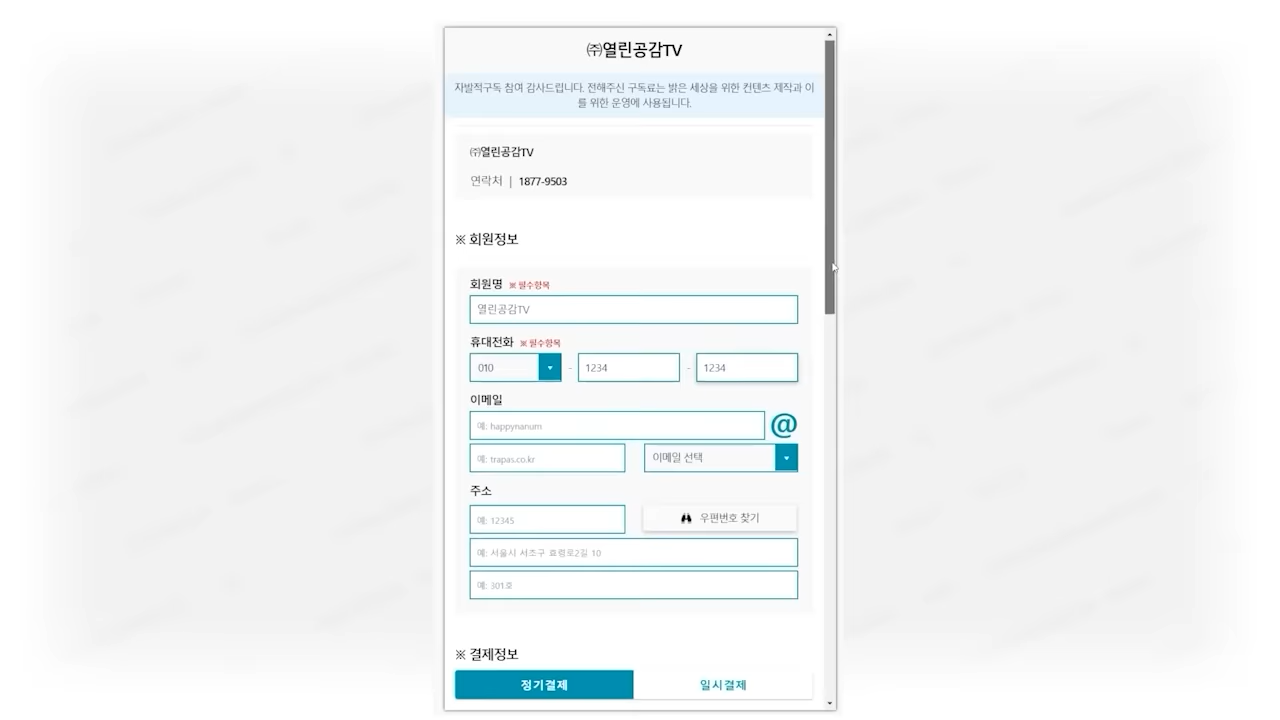 ㈜열린공감TV
자발적구독 참여 감사드립니다. 전해주신 구독료는 밝은 세상을 위한 컨텐츠 제작과 이
를 위한 운영에 사용됩니다.
㈜열린공감TV
연락처 | 1877-9503
※ 회원정보
회원명 ※ 필수항목
열린공감TV
휴대전화 ※ 필수항목
010 - 1234 - 1234
이메일
예: happynanum @
예: trapas.co.kr 이메일 선택
주소
예: 12345 우편번호 찾기
예: 서울시 서초구 효령로2길 10
예: 301호
※ 결제정보
정기결제 일시결제